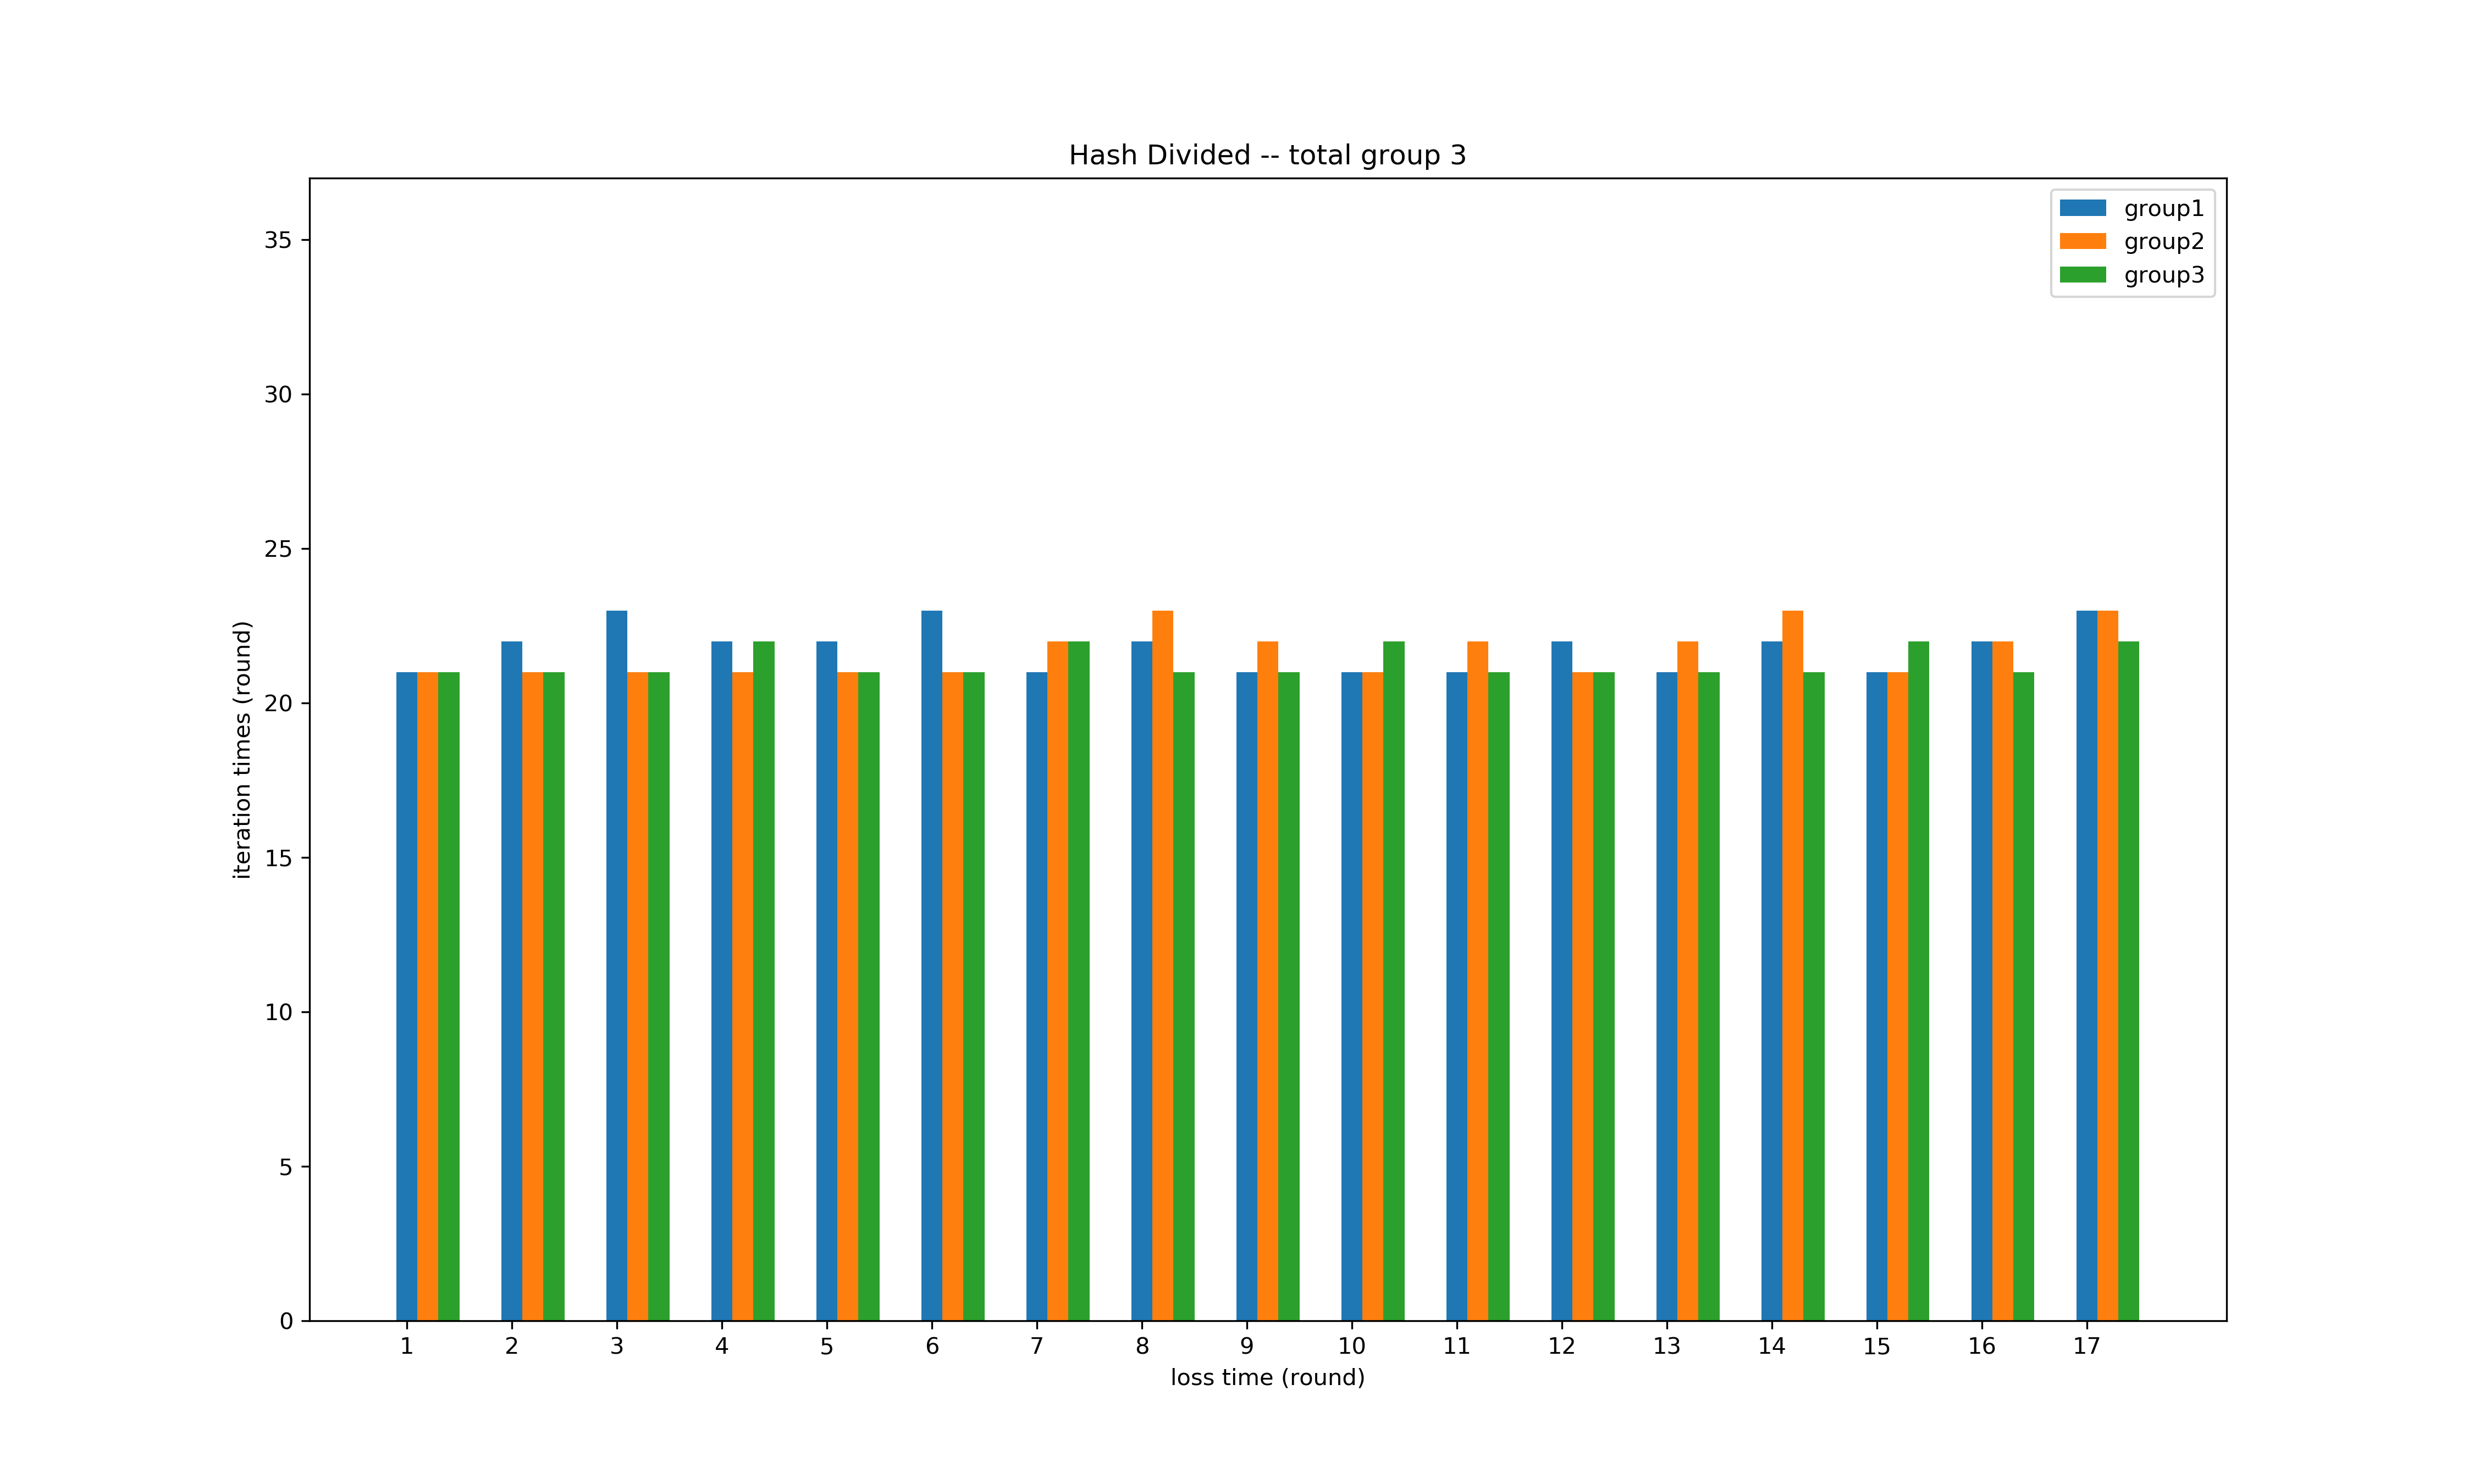 Hash Divided -- total group 3
group1
group2
group3
35
30
25
20
15
10
5
0
iteration times (round)
1 2 3 4 5 6 7 8 9 10 11 12 13 14 15 16 17
loss time (round)